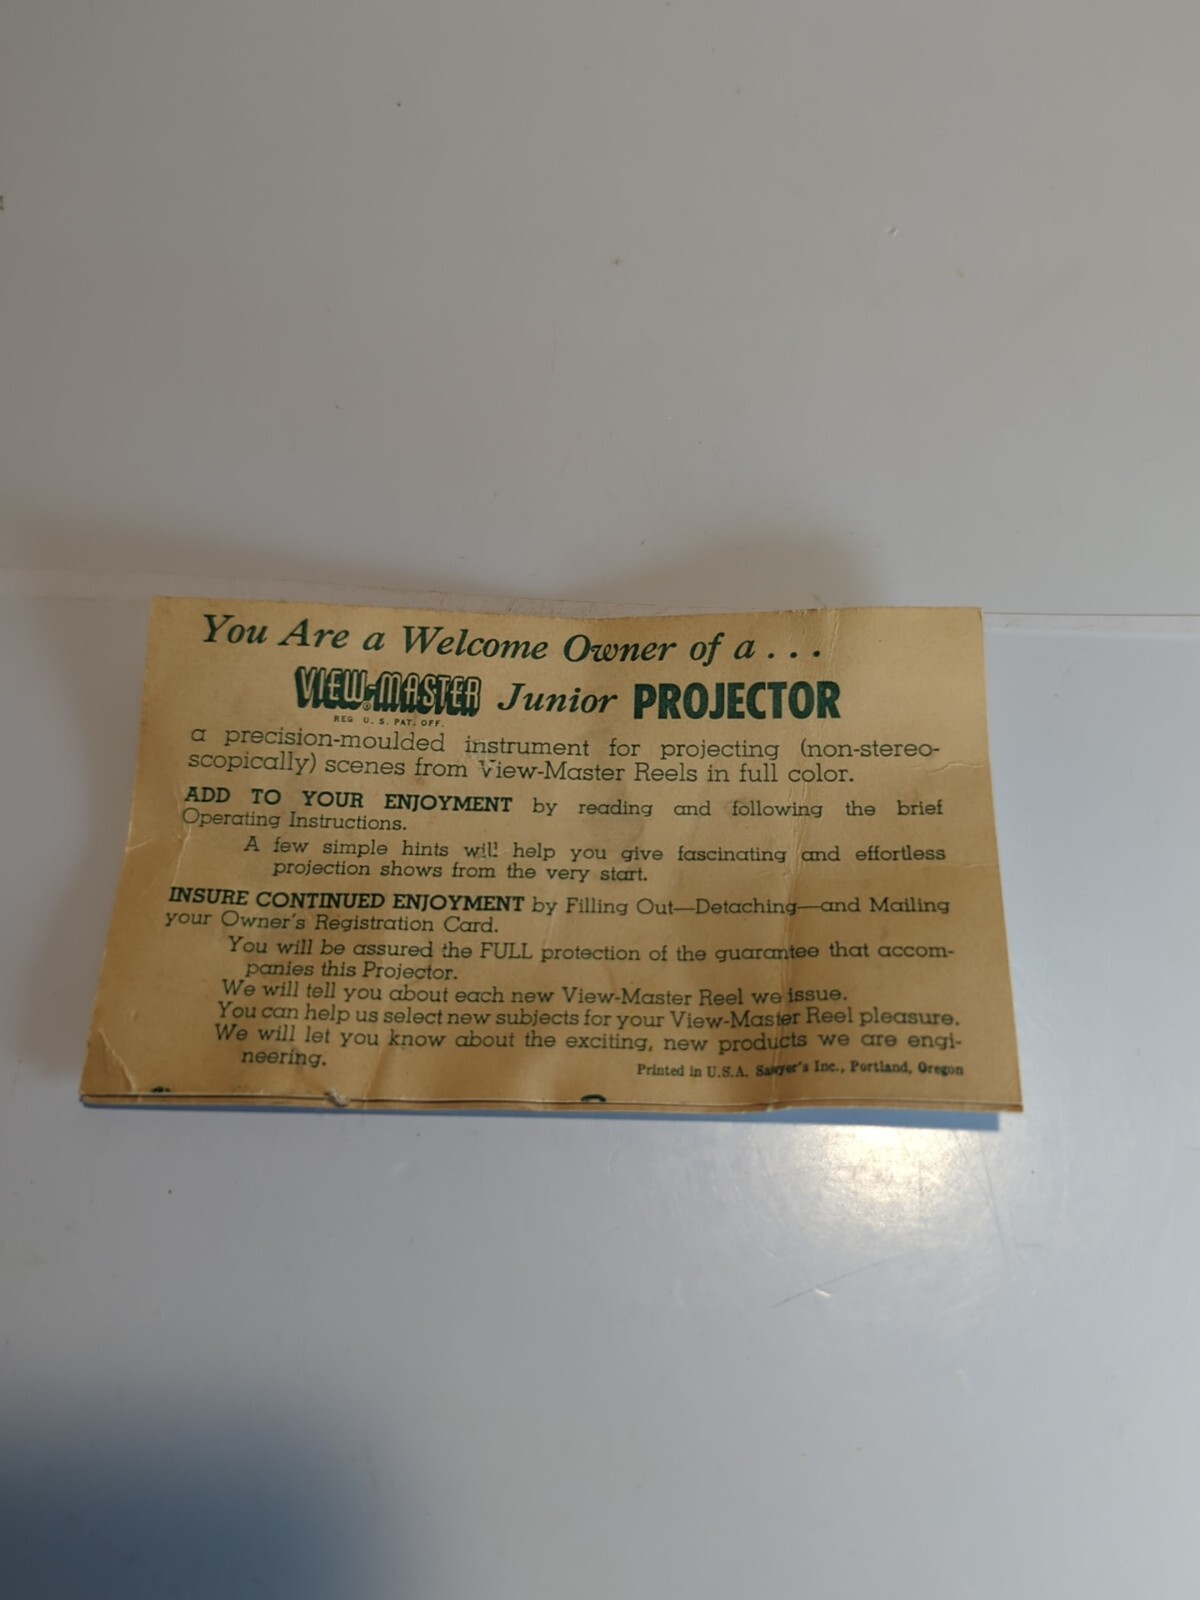 You Are a Welcome Owner of a . . .
VIEW-MASTER® Junior PROJECTOR
REG U. S. PAT. OFF.
a precision-moulded instrument for projecting (non-stereo-
scopically) scenes from View-Master Reels in full color.
ADD TO YOUR ENJOYMENT by reading and following the brief
Operating Instructions.
A few simple hints will help you give fascinating and effortless
projection shows from the very start.
INSURE CONTINUED ENJOYMENT by Filling Out—Detaching—and Mailing
your Owner's Registration Card.
You will be assured the FULL protection of the guarantee that accom-
panies this Projector.
We will tell you about each new View-Master Reel we issue.
You can help us select new subjects for your View-Master Reel pleasure.
We will let you know about the exciting, new products we are engi-
neering.
Printed in U.S.A. Sawyer's Inc., Portland, Oregon